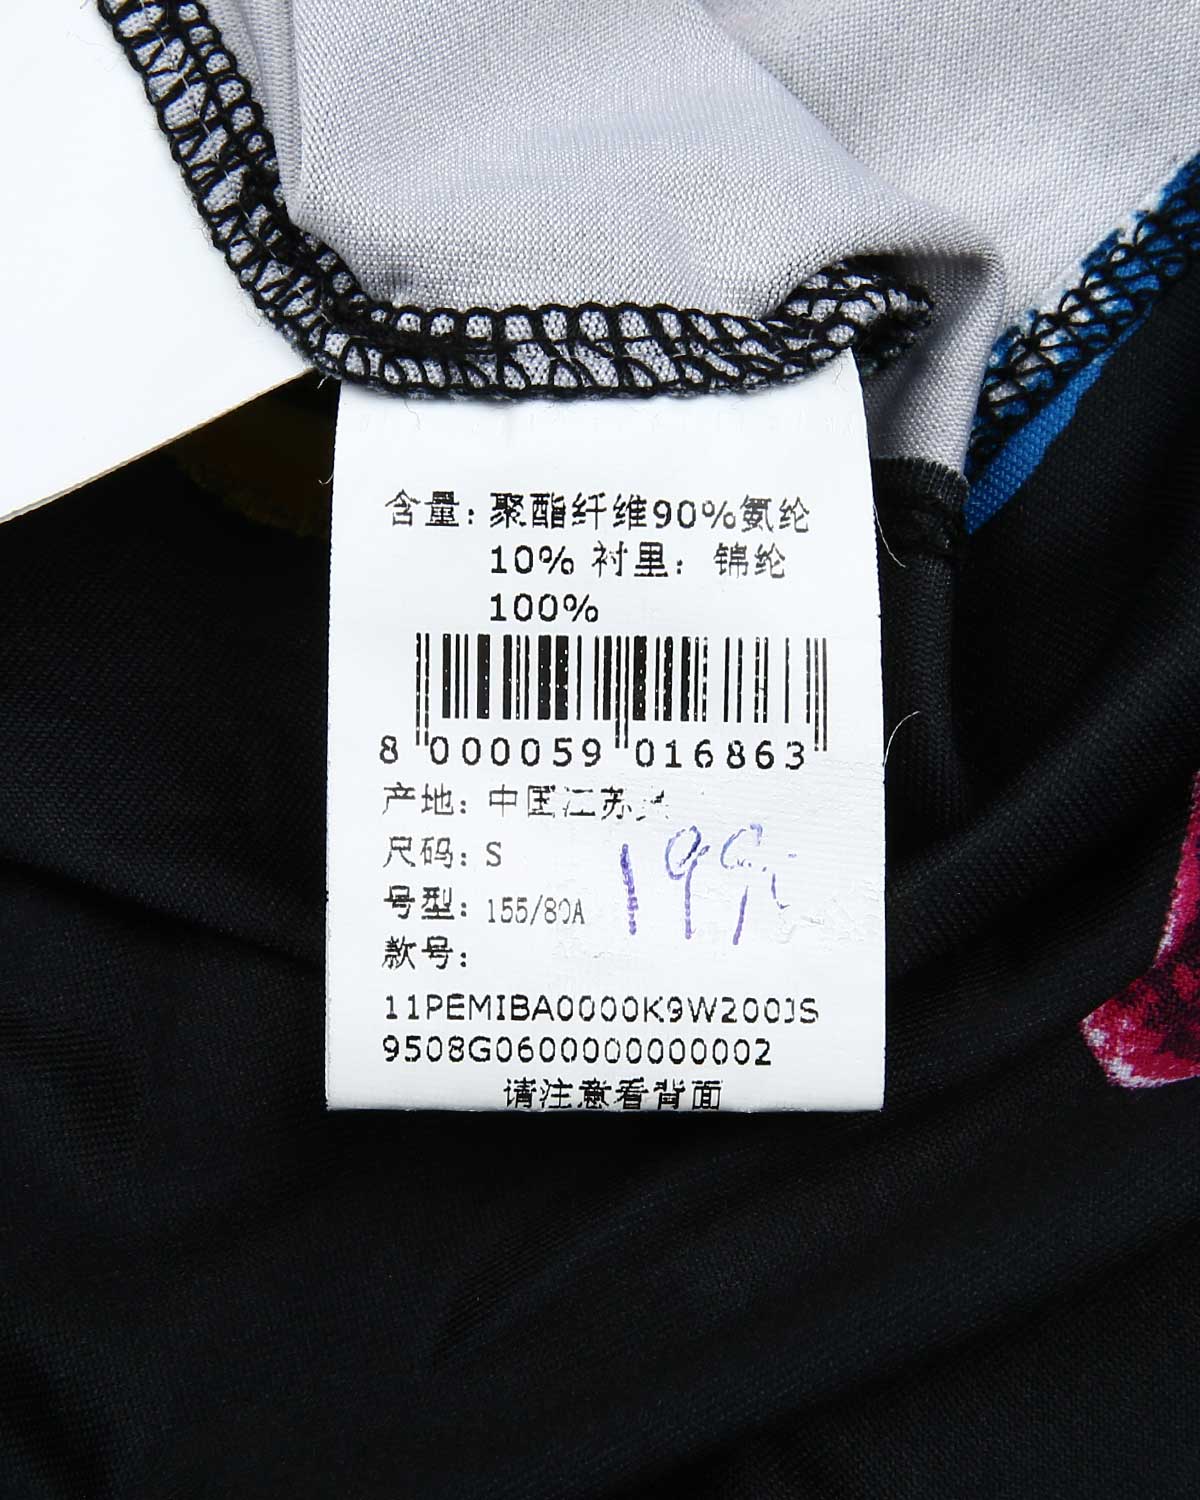 含量: 聚酯纤维90%氨纶
10% 衬里: 锦纶
100%
8 000059 016863
产地: 中国江苏
尺码: S
199
号型: 155/80A
款号:
11PEMIBA0000K9W200JS
9508G0600000000002
请注意看背面